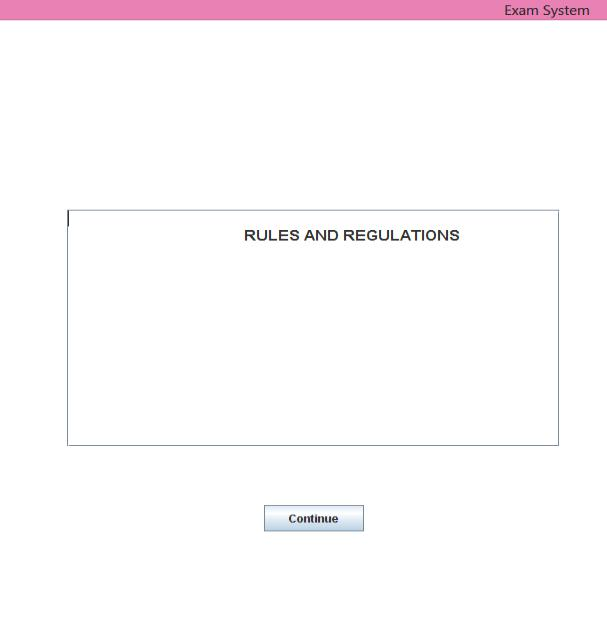 Exam System
RULES AND REGULATIONS
Continue